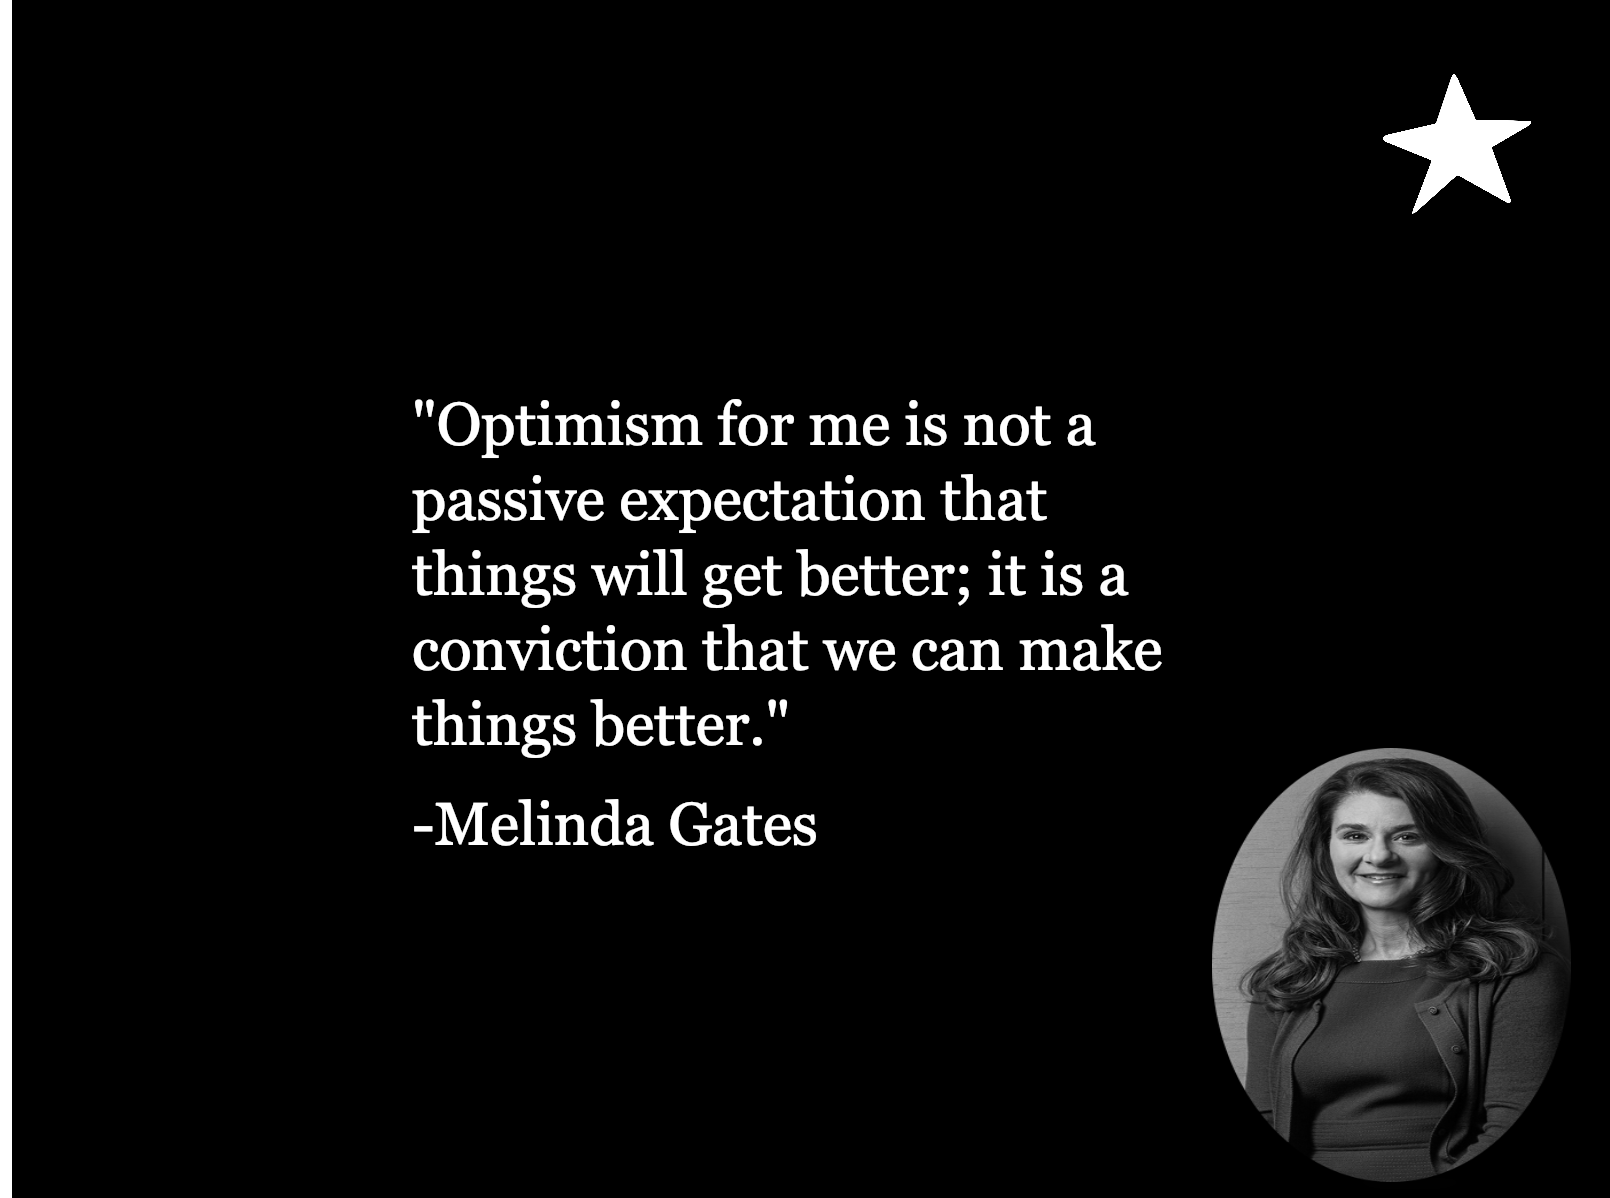 "Optimism for me is not a
passive expectation that
things will get better; it is a
conviction that we can make
things better."
-Melinda Gates